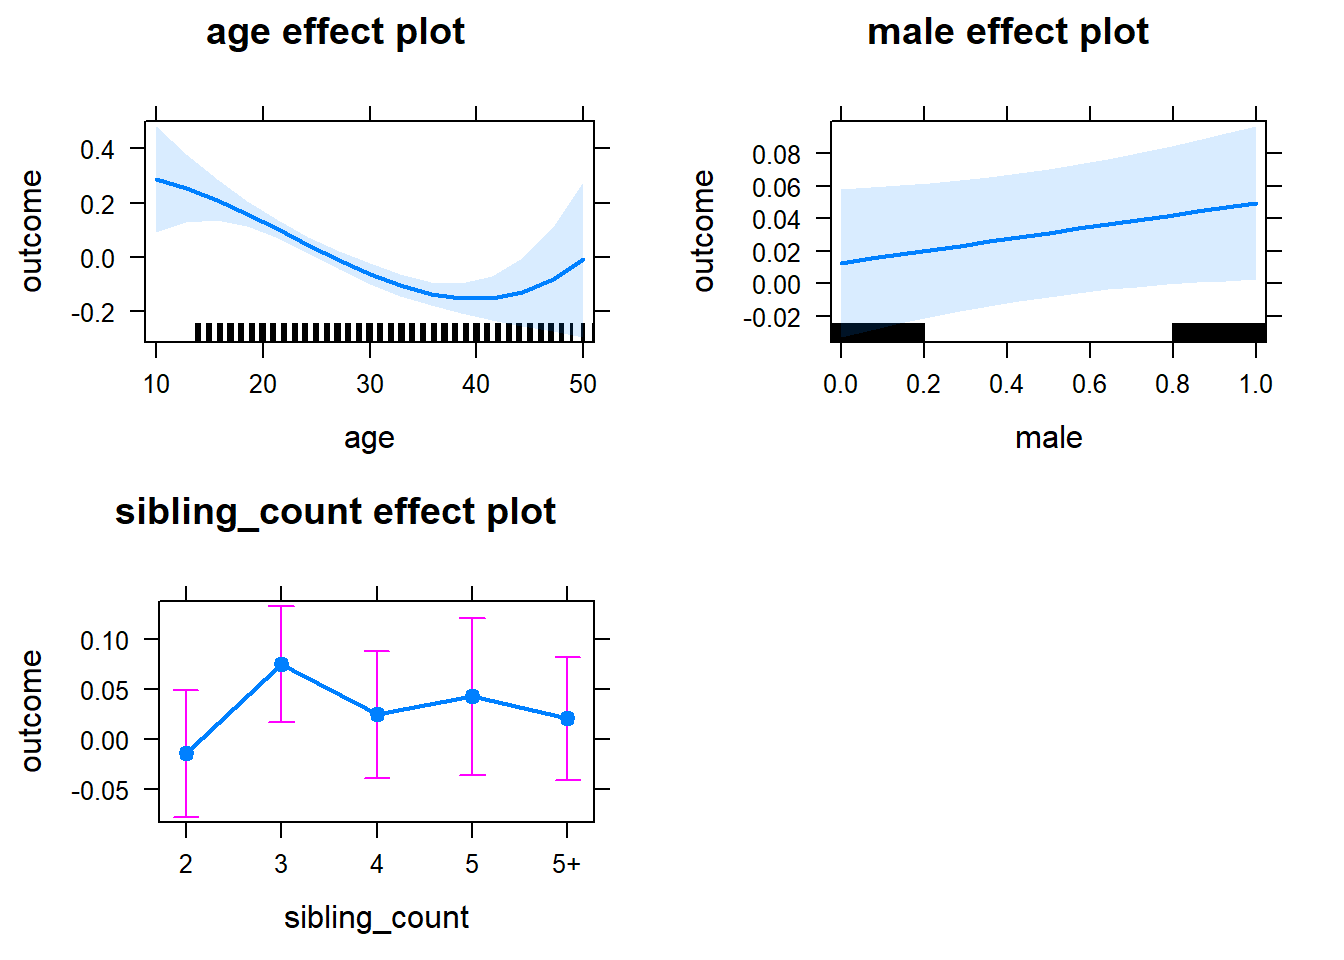 age effect plot
outcome
0.4
0.2
0.0
-0.2
10 20 30 40 50
age
male effect plot
outcome
0.08
0.06
0.04
0.02
0.00
-0.02
0.0 0.2 0.4 0.6 0.8 1.0
male
sibling_count effect plot
outcome
0.10
0.05
0.00
-0.05
2 3 4 5 5+
sibling_count